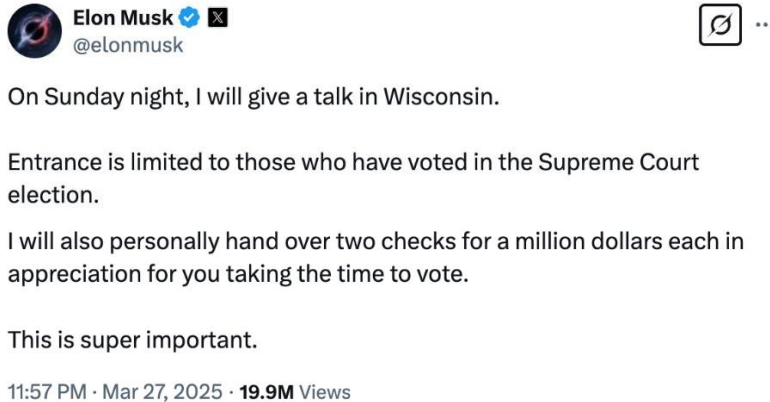 Elon Musk
@elonmusk
On Sunday night, I will give a talk in Wisconsin.
Entrance is limited to those who have voted in the Supreme Court
election.
I will also personally hand over two checks for a million dollars each in
appreciation for you taking the time to vote.
This is super important.
11:57 PM · Mar 27, 2025 · 19.9M Views